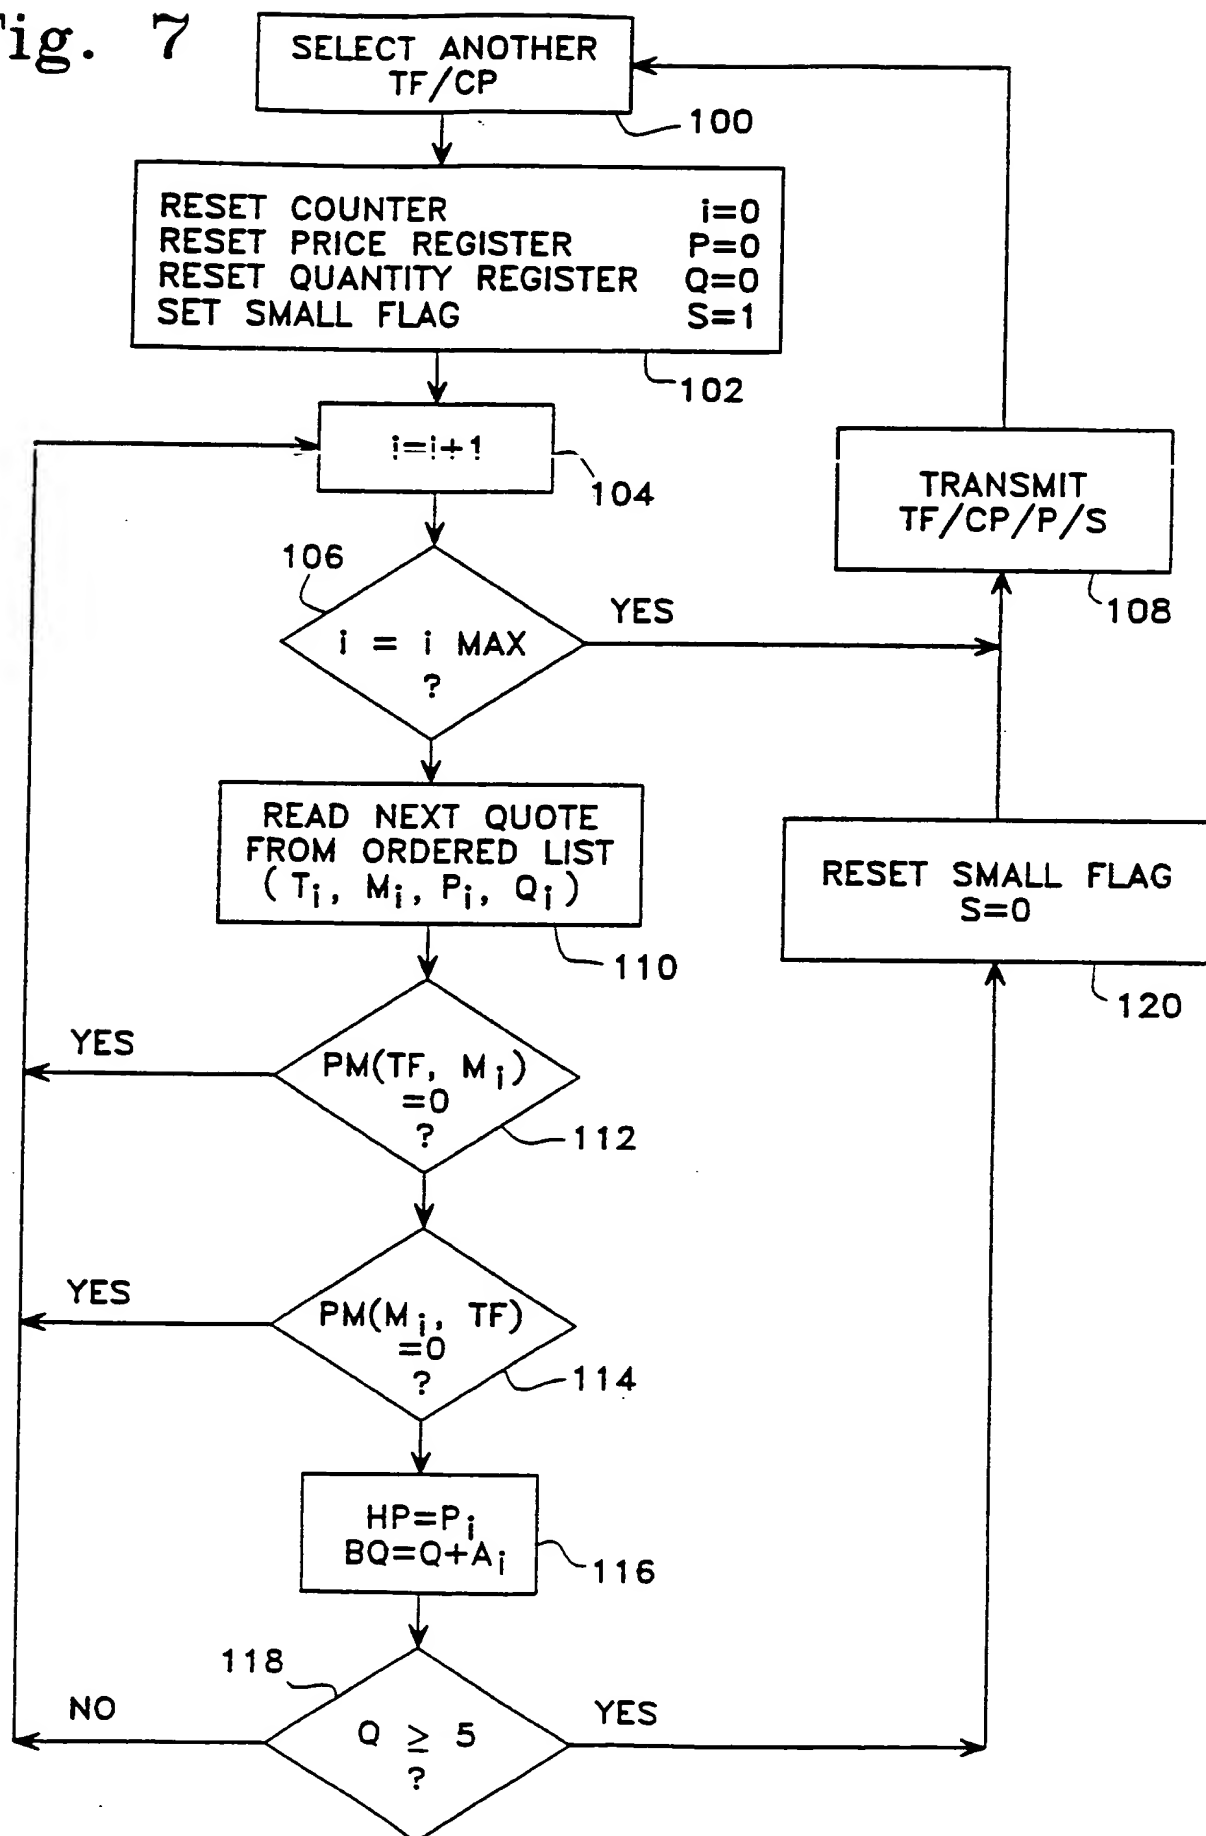 Fig. 7
SELECT ANOTHER
TF/CP
100
RESET COUNTER i=0
RESET PRICE REGISTER P=0
RESET QUANTITY REGISTER Q=0
SET SMALL FLAG S=1
102
i=i+1
104
TRANSMIT
TF/CP/P/S
108
106
YES
i = i MAX
?
READ NEXT QUOTE
FROM ORDERED LIST
( Ti, Mi, Pi, Qi )
110
RESET SMALL FLAG
S=0
120
YES
PM(TF, Mi)
=0
?
112
YES
PM(Mi, TF)
=0
?
114
HP=Pi
BQ=Q+Ai
116
118
NO
Q ≥ 5
?
YES